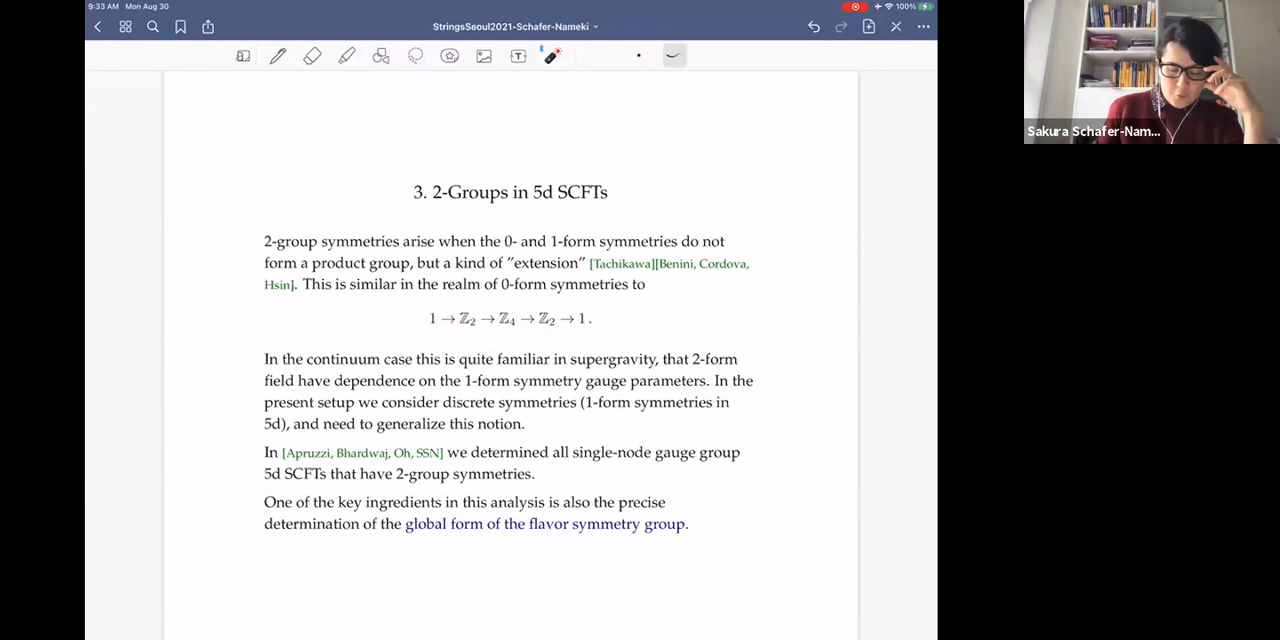 9:33 AM Mon Aug 30
100%
StringsSeoul2021-Schafer-Nameki
T
Sakura Schafer-Nam...
3. 2-Groups in 5d SCFTs
2-group symmetries arise when the 0- and 1-form symmetries do not
form a product group, but a kind of ”extension” [Tachikawa][Benini, Cordova,
Hsin]. This is similar in the realm of 0-form symmetries to
1 → ℤ₂ → ℤ₄ → ℤ₂ → 1 .
In the continuum case this is quite familiar in supergravity, that 2-form
field have dependence on the 1-form symmetry gauge parameters. In the
present setup we consider discrete symmetries (1-form symmetries in
5d), and need to generalize this notion.
In [Apruzzi, Bhardwaj, Oh, SSN] we determined all single-node gauge group
5d SCFTs that have 2-group symmetries.
One of the key ingredients in this analysis is also the precise
determination of the global form of the flavor symmetry group.